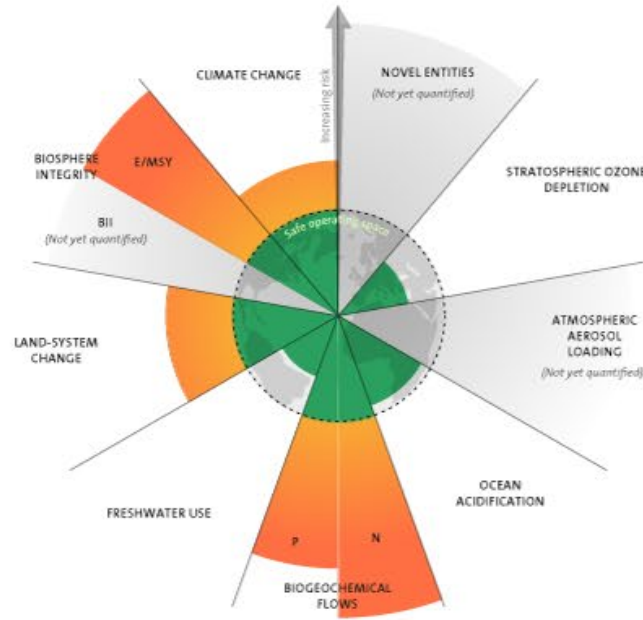 CLIMATE CHANGE
Increasing risk
NOVEL ENTITIES
(Not yet quantified)
STRATOSPHERIC OZONE
DEPLETION
ATMOSPHERIC
AEROSOL
LOADING
(Not yet quantified)
OCEAN
ACIDIFICATION
N
P
BIOGEOCHEMICAL
FLOWS
FRESHWATER USE
LAND-SYSTEM
CHANGE
BIOSPHERE
INTEGRITY
E/MSY
BII
(Not yet quantified)
Safe operating space